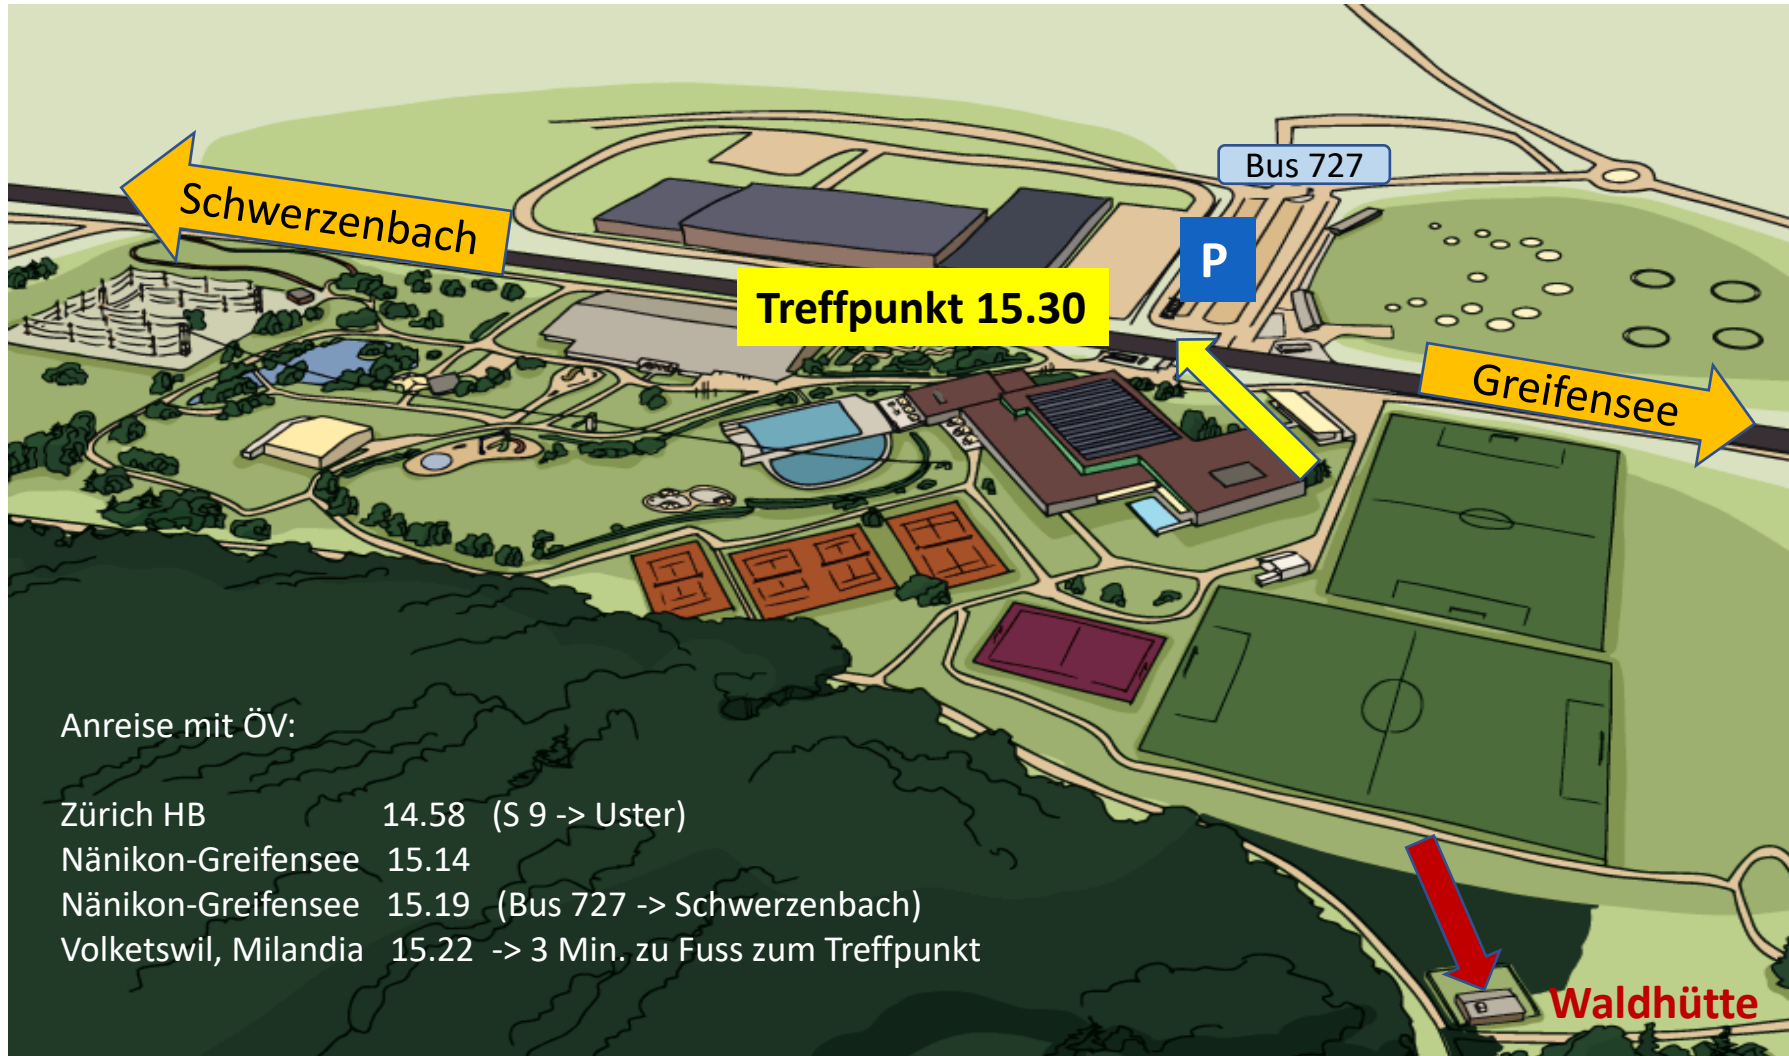 Bus 727
Schwerzenbach
P
Treffpunkt 15.30
Greifensee
Anreise mit ÖV:
Zürich HB 14.58 (S 9 -> Uster)
Nänikon-Greifensee 15.14
Nänikon-Greifensee 15.19 (Bus 727 -> Schwerzenbach)
Volketswil, Milandia 15.22 -> 3 Min. zu Fuss zum Treffpunkt
Waldhütte